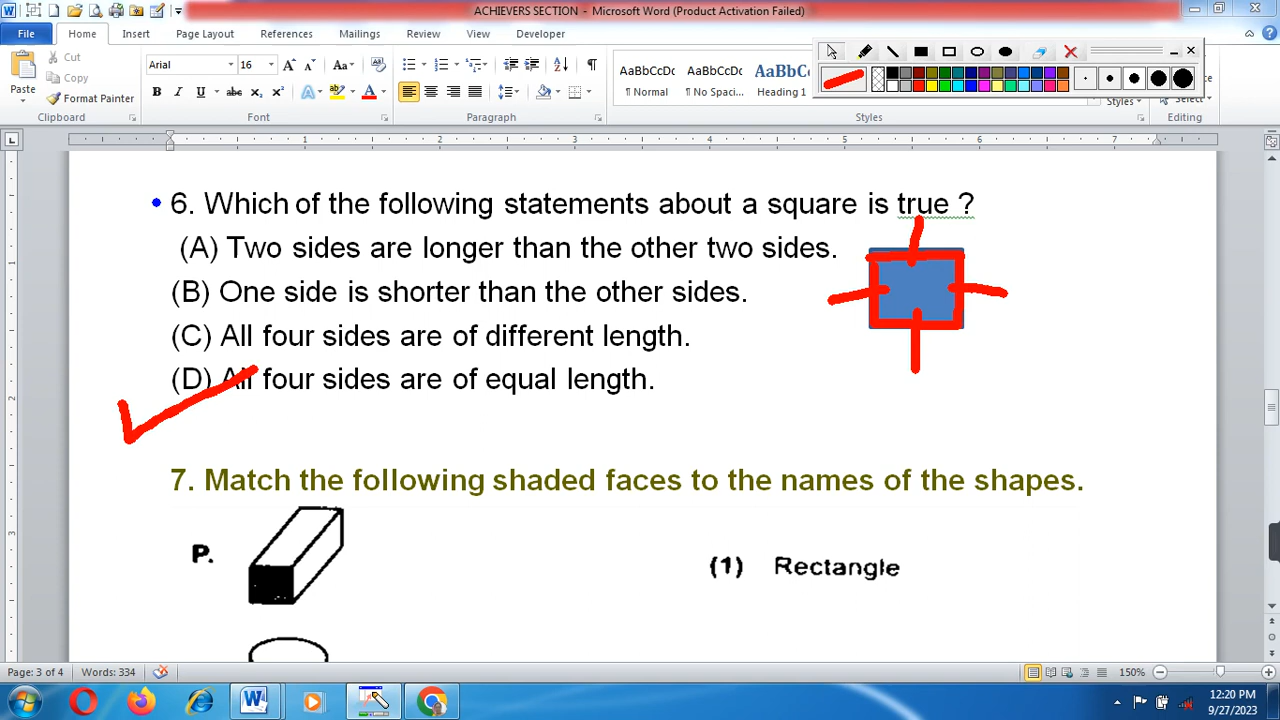 ACHIEVERS SECTION - Microsoft Word (Product Activation Failed)
File Home Insert Page Layout References Mailings Review View Developer
Paste
Cut
Copy
Format Painter
Clipboard
Arial 16
Font
Paragraph
AaBbCcDc AaBbCcDc AaBbC
¶ Normal ¶ No Spaci... Heading 1
Styles
Styles
Select
Editing
• 6. Which of the following statements about a square is true ?
(A) Two sides are longer than the other two sides.
(B) One side is shorter than the other sides.
(C) All four sides are of different length.
(D) All four sides are of equal length.
7. Match the following shaded faces to the names of the shapes.
P.
(1) Rectangle
Page: 3 of 4 Words: 334 150%
12:20 PM
9/27/2023